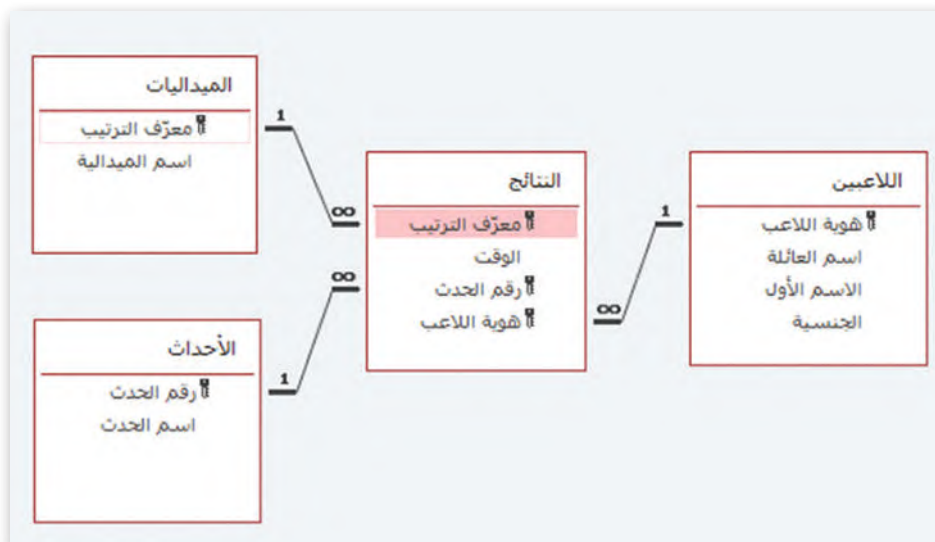 اللاعبين
هوية اللاعب
اسم العائلة
الاسم الأول
الجنسية
1
∞
النتائج
معرّف الترتيب
الوقت
رقم الحدث
هوية اللاعب
∞
∞
الميداليات
معرّف الترتيب
اسم الميدالية
1
الأحداث
رقم الحدث
اسم الحدث
1